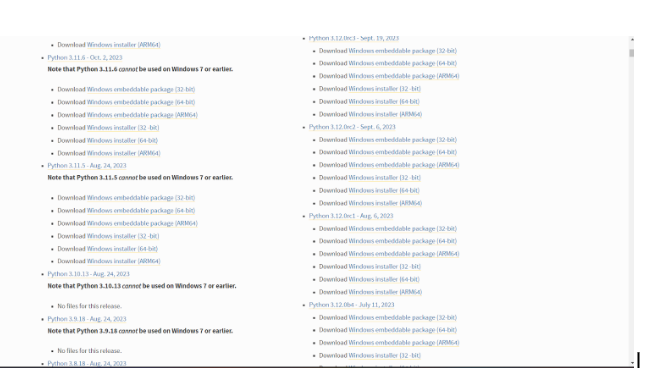 Download Windows installer (ARM64)
Python 3.11.6 - Oct. 2, 2023
Note that Python 3.11.6 cannot be used on Windows 7 or earlier.
Download Windows embeddable package (32-bit)
Download Windows embeddable package (64-bit)
Download Windows embeddable package (ARM64)
Download Windows installer (32 -bit)
Download Windows installer (64-bit)
Download Windows installer (ARM64)
Python 3.11.5 - Aug. 24, 2023
Note that Python 3.11.5 cannot be used on Windows 7 or earlier.
Download Windows embeddable package (32-bit)
Download Windows embeddable package (64-bit)
Download Windows embeddable package (ARM64)
Download Windows installer (32 -bit)
Download Windows installer (64-bit)
Download Windows installer (ARM64)
Python 3.10.13 - Aug. 24, 2023
Note that Python 3.10.13 cannot be used on Windows 7 or earlier.
No files for this release.
Python 3.9.18 - Aug. 24, 2023
Note that Python 3.9.18 cannot be used on Windows 7 or earlier.
No files for this release.
Python 3.8.18 - Aug. 24, 2023
Python 3.12.0rc3 - Sept. 19, 2023
Download Windows embeddable package (32-bit)
Download Windows embeddable package (64-bit)
Download Windows embeddable package (ARM64)
Download Windows installer (32 -bit)
Download Windows installer (64-bit)
Download Windows installer (ARM64)
Python 3.12.0rc2 - Sept. 6, 2023
Download Windows embeddable package (32-bit)
Download Windows embeddable package (64-bit)
Download Windows embeddable package (ARM64)
Download Windows installer (32 -bit)
Download Windows installer (64-bit)
Download Windows installer (ARM64)
Python 3.12.0rc1 - Aug. 6, 2023
Download Windows embeddable package (32-bit)
Download Windows embeddable package (64-bit)
Download Windows embeddable package (ARM64)
Download Windows installer (32 -bit)
Download Windows installer (64-bit)
Download Windows installer (ARM64)
Python 3.12.0b4 - July 11, 2023
Download Windows embeddable package (32-bit)
Download Windows embeddable package (64-bit)
Download Windows embeddable package (ARM64)
Download Windows installer (32 -bit)